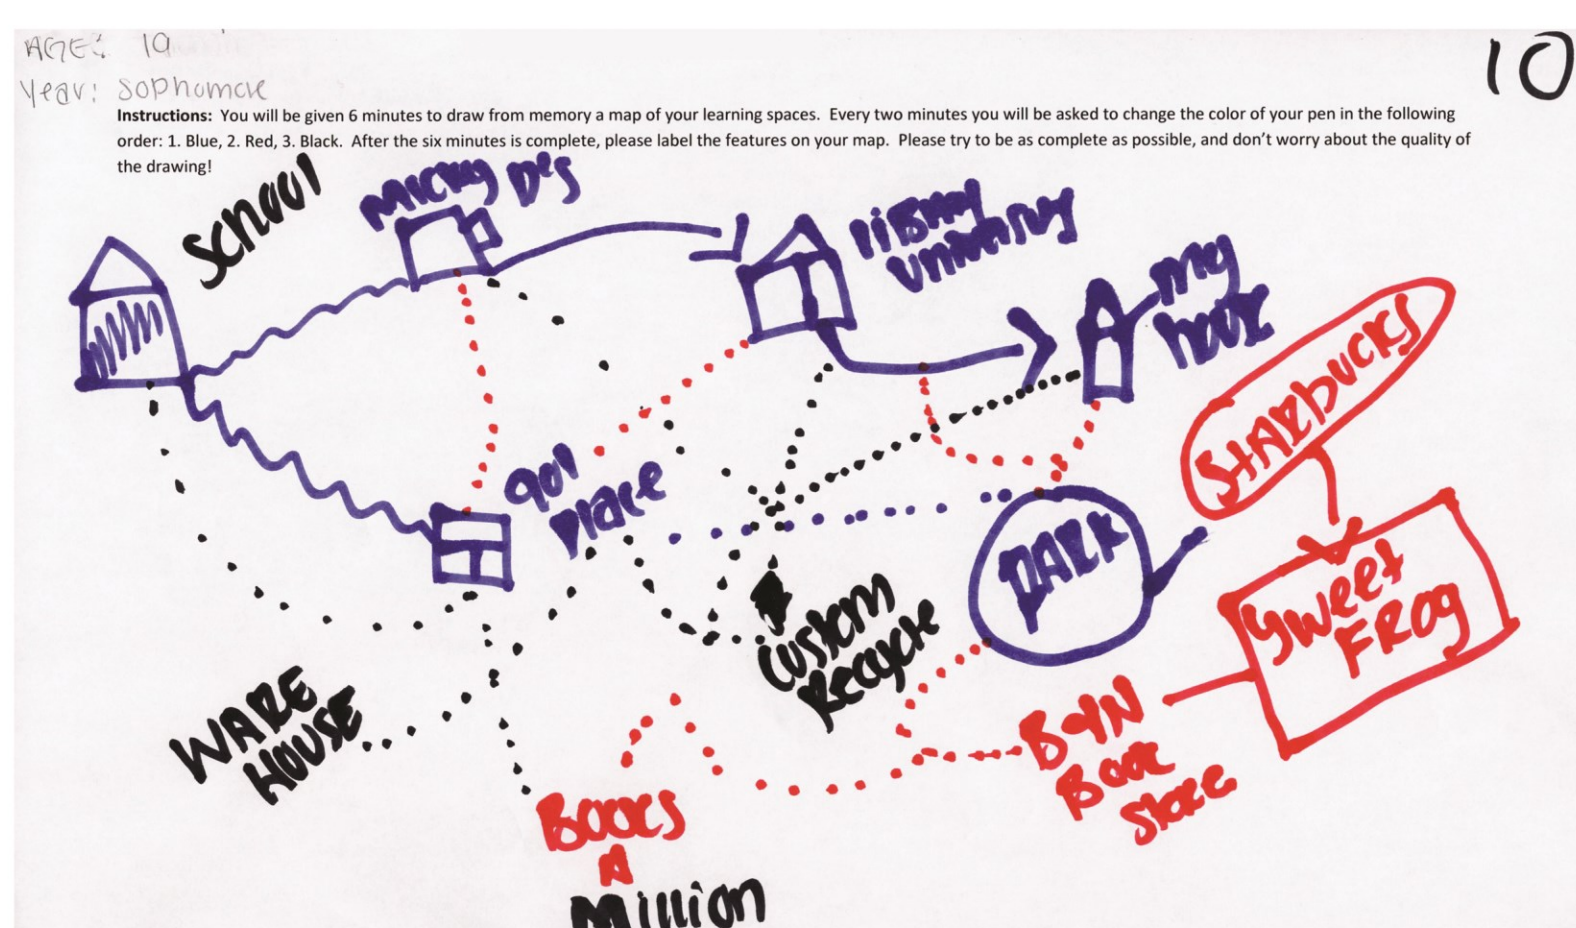 AGE: 19
Year: Sophomore
10
Instructions: You will be given 6 minutes to draw from memory a map of your learning spaces. Every two minutes you will be asked to change the color of your pen in the following
order: 1. Blue, 2. Red, 3. Black. After the six minutes is complete, please label the features on your map. Please try to be as complete as possible, and don't worry about the quality of
the drawing!
School
Mickey D's
library
University
my
house
STARbucks
901
Place
PARK
Sweet
FROG
Custom
Recycle
WARE
HOUSE
B&N
Book
Store
Books
A
Million